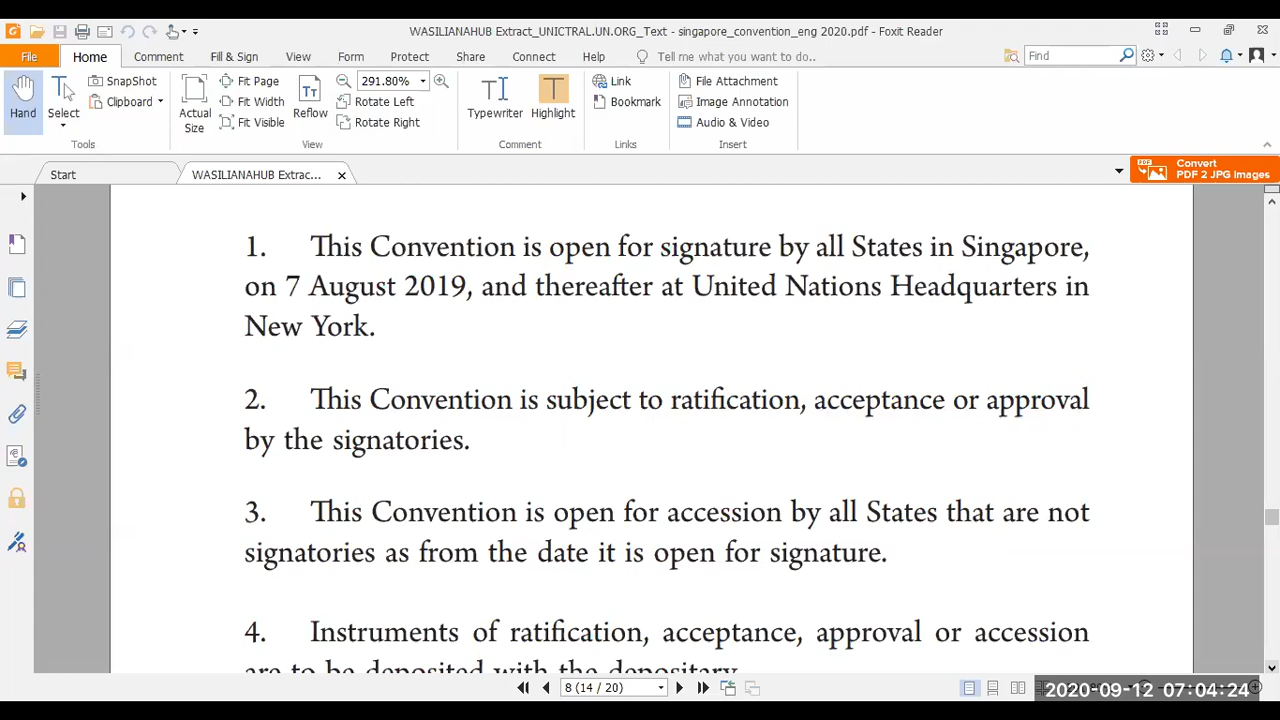 WASILIANAHUB Extract_UNICTRAL.UN.ORG_Text - singapore_convention_eng 2020.pdf - Foxit Reader
File Home Comment Fill & Sign View Form Protect Share Connect Help Tell me what you want to do.. Find
Hand
Select
SnapShot
Clipboard
Tools
Actual Size
Fit Page
Fit Width
Fit Visible
Reflow
291.80%
Rotate Left
Rotate Right
View
Typewriter
Highlight
Comment
Link
Bookmark
Links
File Attachment
Image Annotation
Audio & Video
Insert
Start WASILIANAHUB Extrac...
Convert
PDF 2 JPG Images
1. This Convention is open for signature by all States in Singapore,
on 7 August 2019, and thereafter at United Nations Headquarters in
New York.
2. This Convention is subject to ratification, acceptance or approval
by the signatories.
3. This Convention is open for accession by all States that are not
signatories as from the date it is open for signature.
4. Instruments of ratification, acceptance, approval or accession
are to be deposited with the depositary.
8 (14 / 20)
2020-09-12 07:04:24